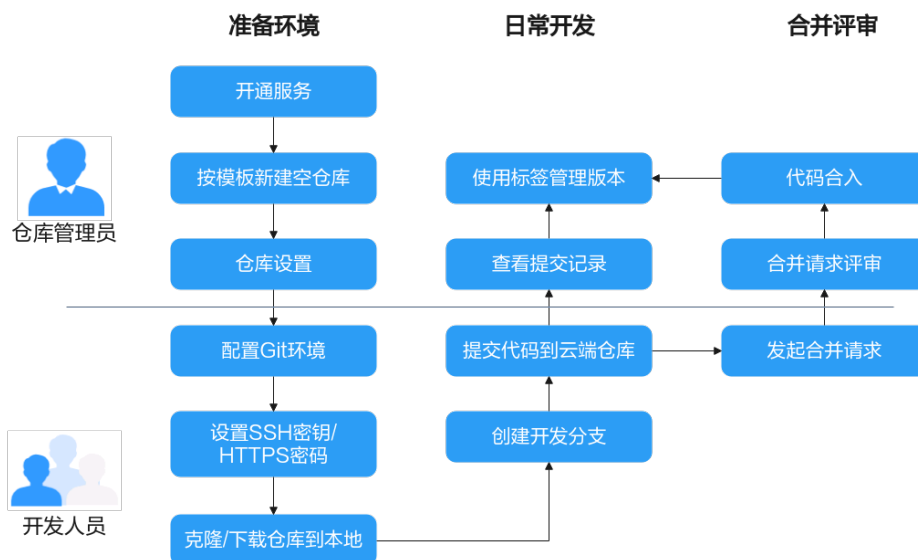 准备环境
日常开发
合并评审
开通服务
按模板新建空仓库
使用标签管理版本
代码合入
仓库管理员
仓库设置
查看提交记录
合并请求评审
配置Git环境
提交代码到云端仓库
发起合并请求
设置SSH密钥/
HTTPS密码
创建开发分支
开发人员
克隆/下载仓库到本地